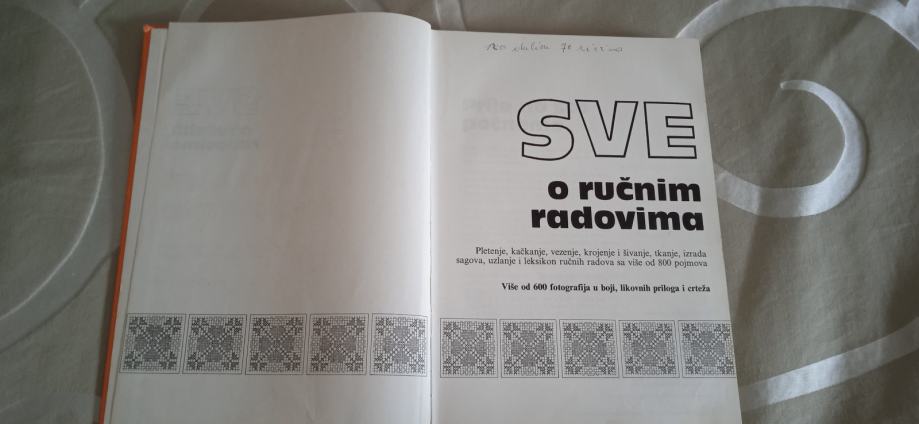 SVE
o ručnim
radovima
Pletenje, kačkanje, vezenje, krojenje i šivanje, tkanje, izrada
sagova, uzlanje i leksikon ručnih radova sa više od 800 pojmova
Više od 600 fotografija u boji, likovnih priloga i crteža